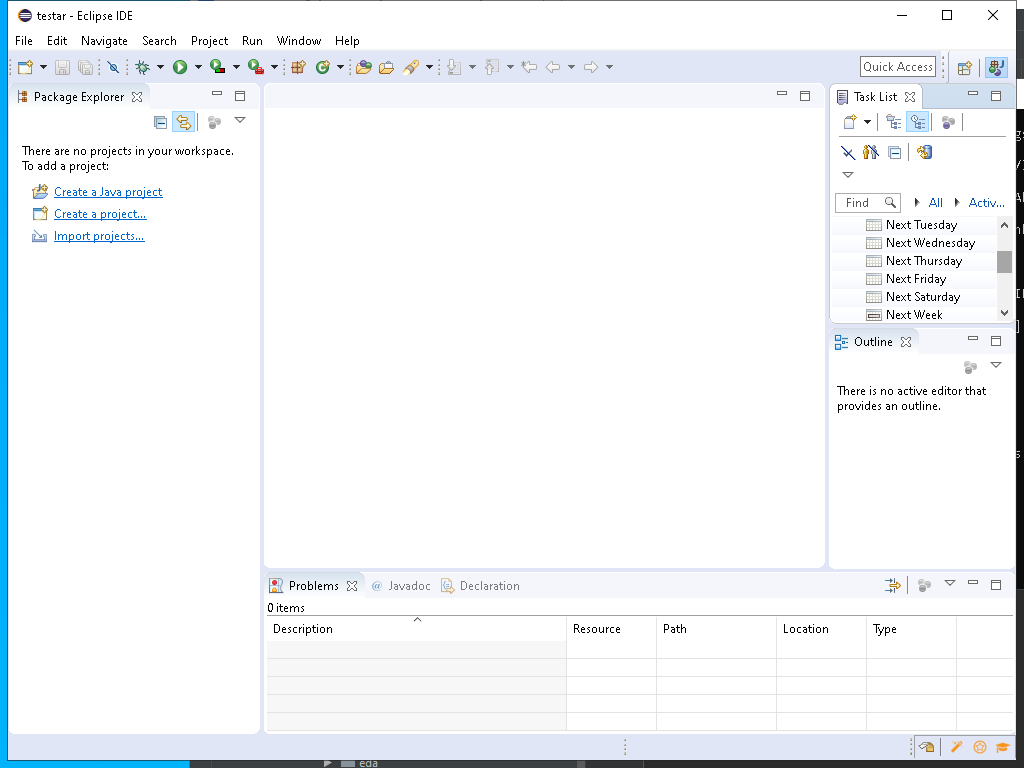 testar - Eclipse IDE
File Edit Navigate Search Project Run Window Help
Quick Access
Package Explorer
There are no projects in your workspace.
To add a project:
Create a Java project
Create a project...
Import projects...
Task List
Find All Activ...
Next Tuesday
Next Wednesday
Next Thursday
Next Friday
Next Saturday
Next Week
Outline
There is no active editor that
provides an outline.
Problems @ Javadoc Declaration
0 items
Description Resource Path Location Type
eda